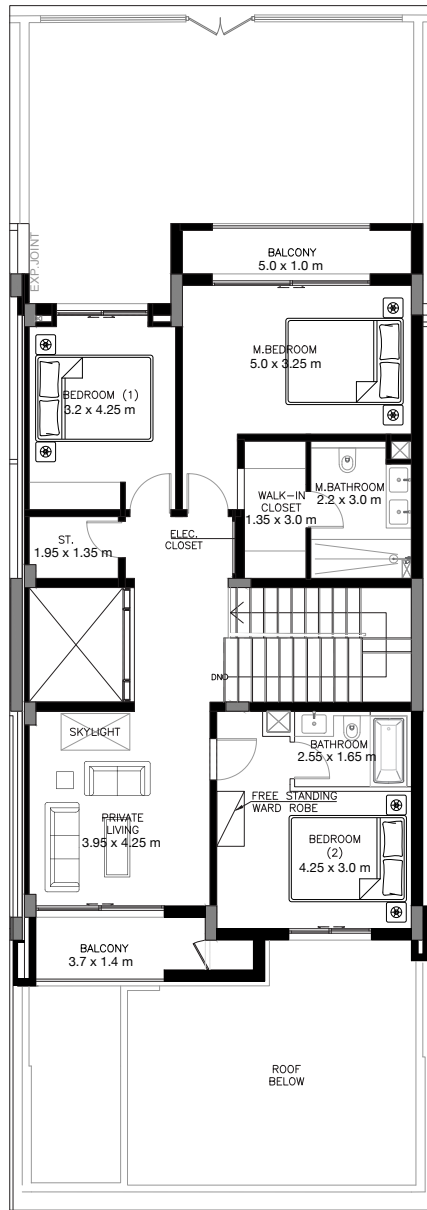 BALCONY
5.0 x 1.0 m
EXP.JOINT
M.BEDROOM
5.0 x 3.25 m
BEDROOM (1)
3.2 x 4.25 m
M.BATHROOM
2.2 x 3.0 m
WALK-IN
CLOSET
1.35 x 3.0 m
ELEC.
CLOSET
ST.
1.95 x 1.35 m
DN
SKYLIGHT
BATHROOM
2.55 x 1.65 m
FREE STANDING
WARD ROBE
PRIVATE
LIVING
3.95 x 4.25 m
BEDROOM
(2)
4.25 x 3.0 m
BALCONY
3.7 x 1.4 m
ROOF
BELOW